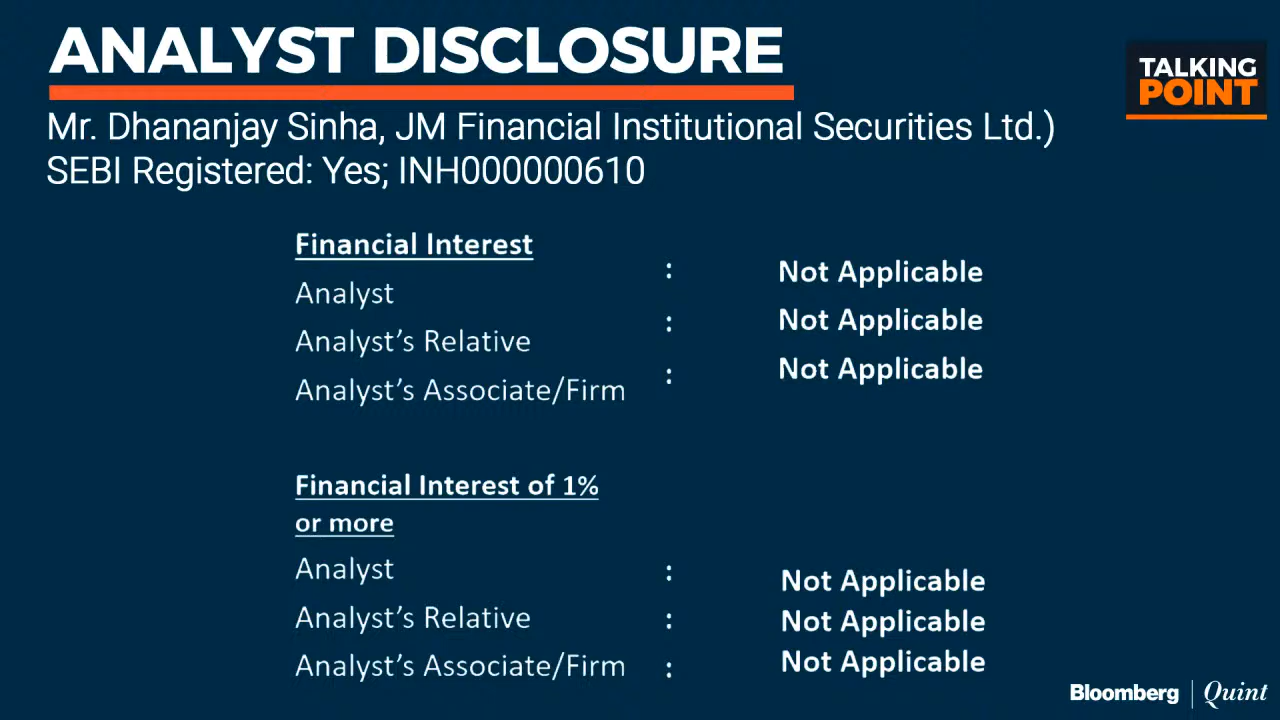 ANALYST DISCLOSURE
TALKING
POINT
Mr. Dhananjay Sinha, JM Financial Institutional Securities Ltd.)
SEBI Registered: Yes; INH000000610
Financial Interest
Analyst : Not Applicable
Analyst’s Relative : Not Applicable
Analyst’s Associate/Firm : Not Applicable
Financial Interest of 1%
or more
Analyst : Not Applicable
Analyst’s Relative : Not Applicable
Analyst’s Associate/Firm : Not Applicable
Bloomberg | Quint